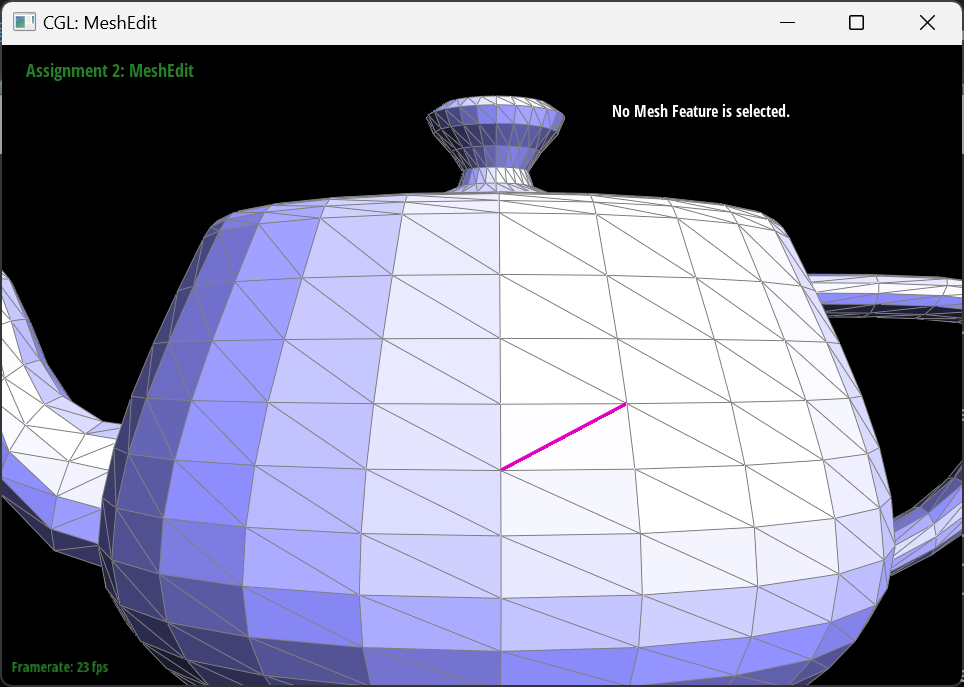 CGL: MeshEdit
Assignment 2: MeshEdit
No Mesh Feature is selected.
Framerate: 23 fps